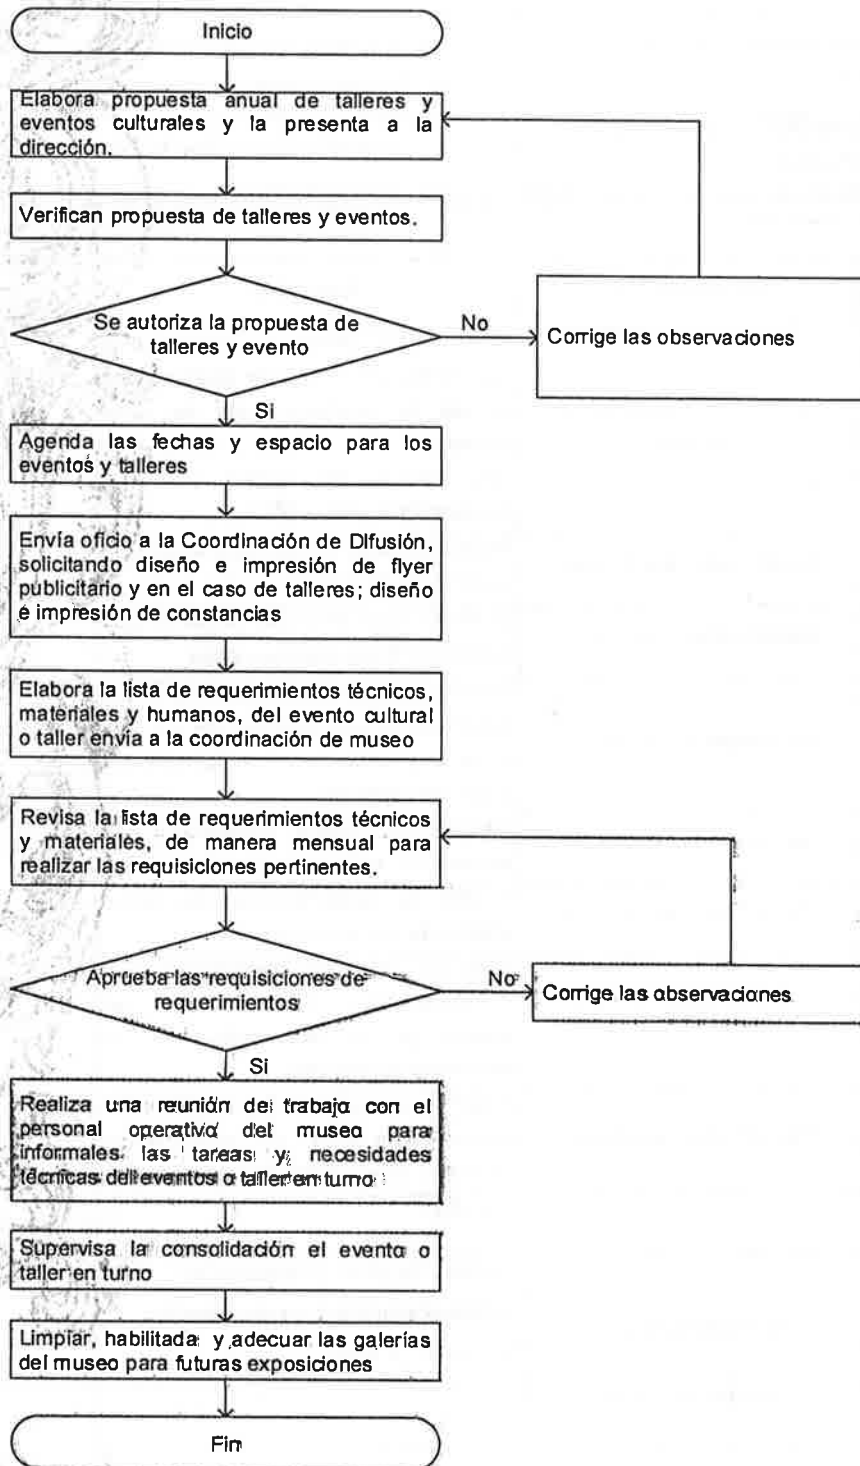 Inicio
Elabora propuesta anual de talleres y
eventos culturales y la presenta a la
dirección.
Verifican propuesta de talleres y eventos.
Se autoriza la propuesta de
talleres y evento
No
Corrige las observaciones
Si
Agenda las fechas y espacio para los
eventos y talleres
Envía oficio a la Coordinación de Difusión,
solicitando diseño e impresión de flyer
publicitario y en el caso de talleres; diseño
e impresión de constancias
Elabora la lista de requerimientos técnicos,
materiales y humanos, del evento cultural
o taller envía a la coordinación de museo
Revisa la lista de requerimientos técnicos
y materiales, de manera mensual para
realizar las requisiciones pertinentes.
Aprueba las requisiciones de
requerimientos
No
Corrige las observaciones
Si
Realiza una reunión de trabajo con el
personal operativo del museo para
informales las tareas y necesidades
técnicas del eventos o taller en turno
Supervisa la consolidación el evento o
taller en turno
Limpiar, habilitada y adecuar las galerías
del museo para futuras exposiciones
Fin